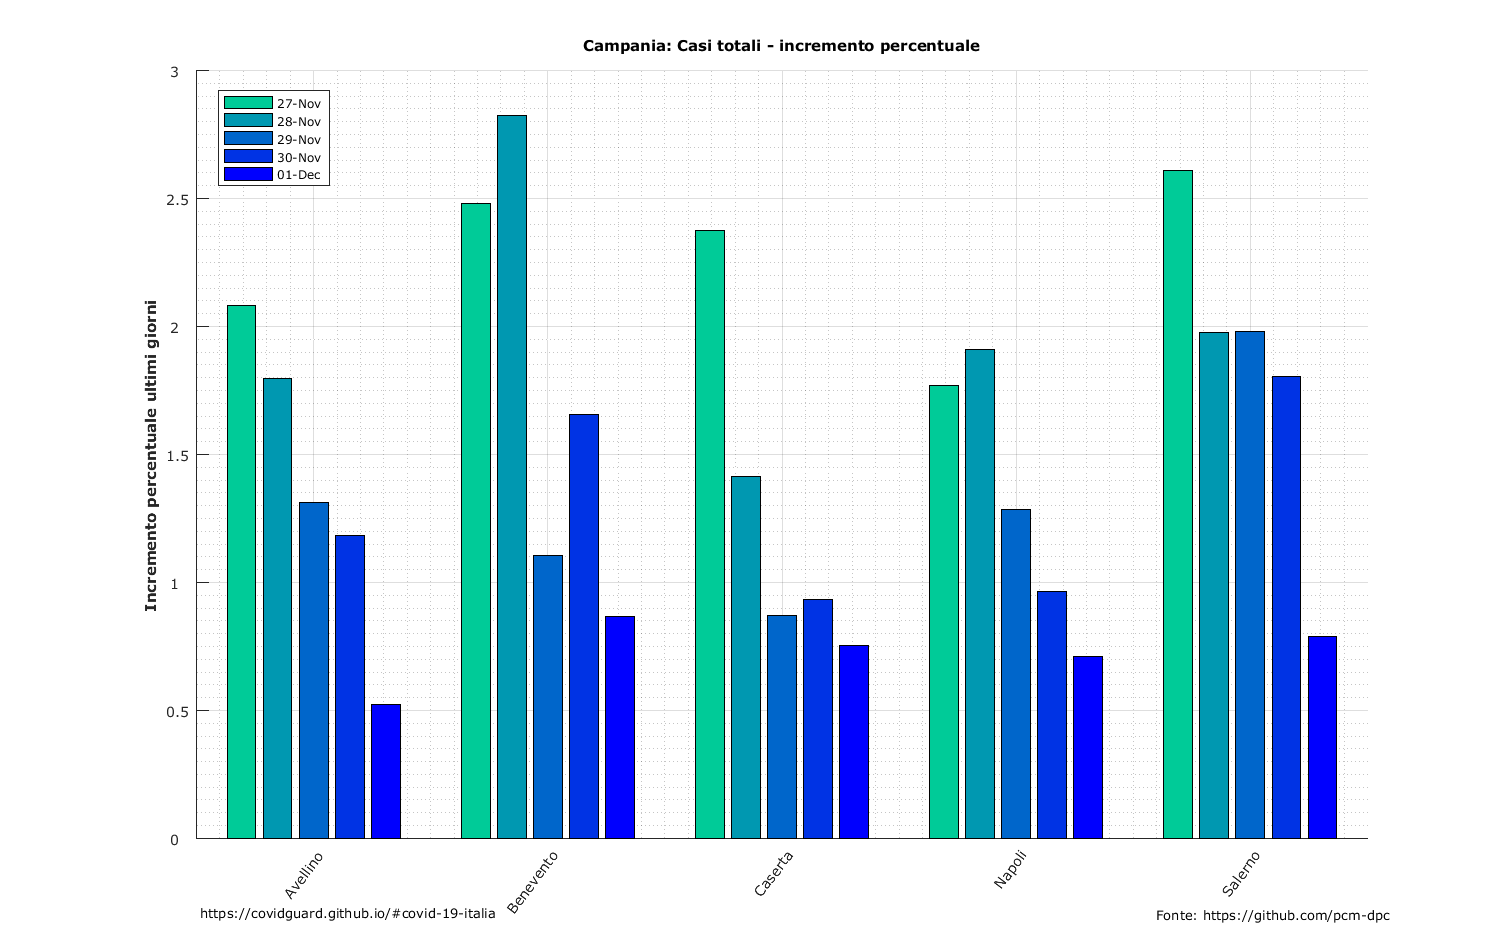 Campania: Casi totali - incremento percentuale
3
2.5
2
1.5
1
0.5
0
Incremento percentuale ultimi giorni
27-Nov
28-Nov
29-Nov
30-Nov
01-Dec
Avellino
Benevento
Caserta
Napoli
Salerno
https://covidguard.github.io/#covid-19-italia
Fonte: https://github.com/pcm-dpc